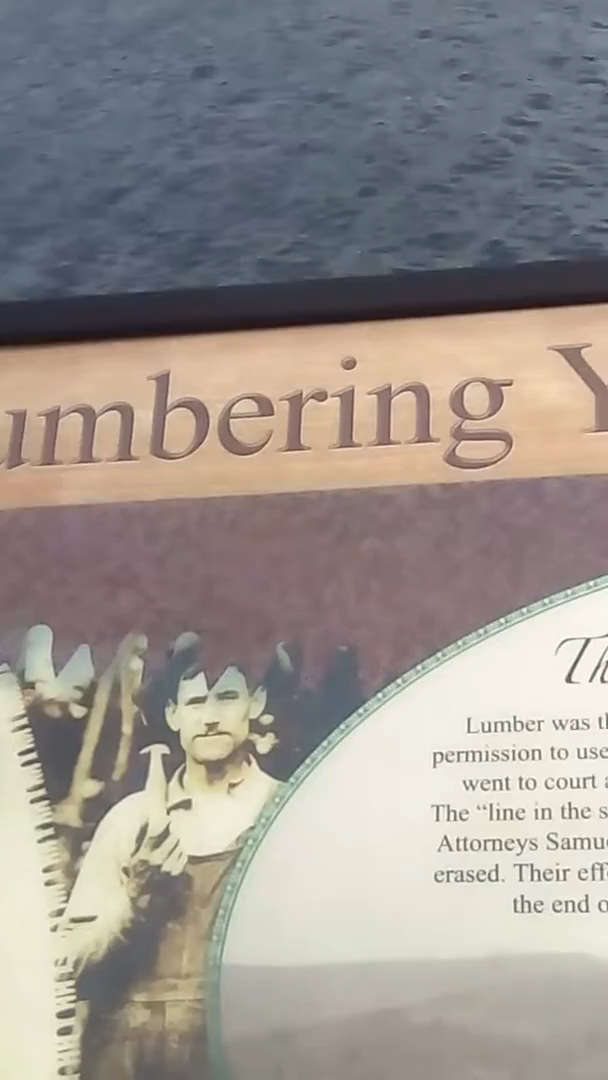 umbering Y
Th
Lumber was th
permission to use
went to court a
The “line in the s
Attorneys Samu
erased. Their eff
the end o